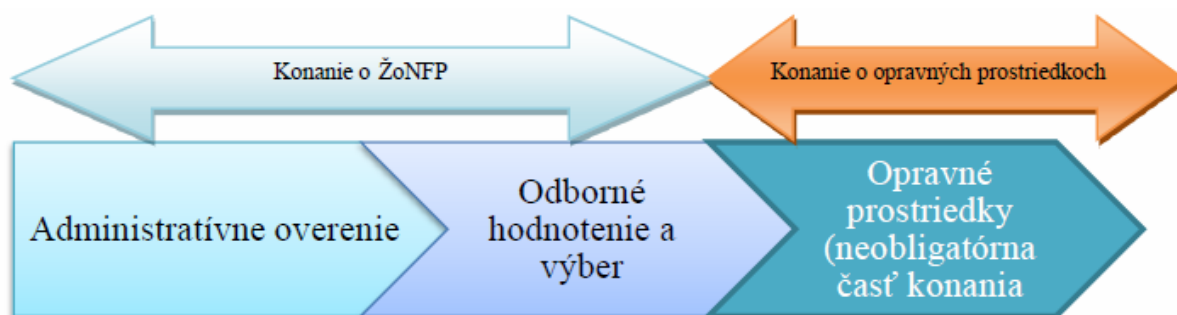 Konanie o ŽoNFP
Konanie o opravných prostriedkoch
Administratívne overenie
Odborné
hodnotenie a
výber
Opravné
prostriedky
(neobligatórna
časť konania